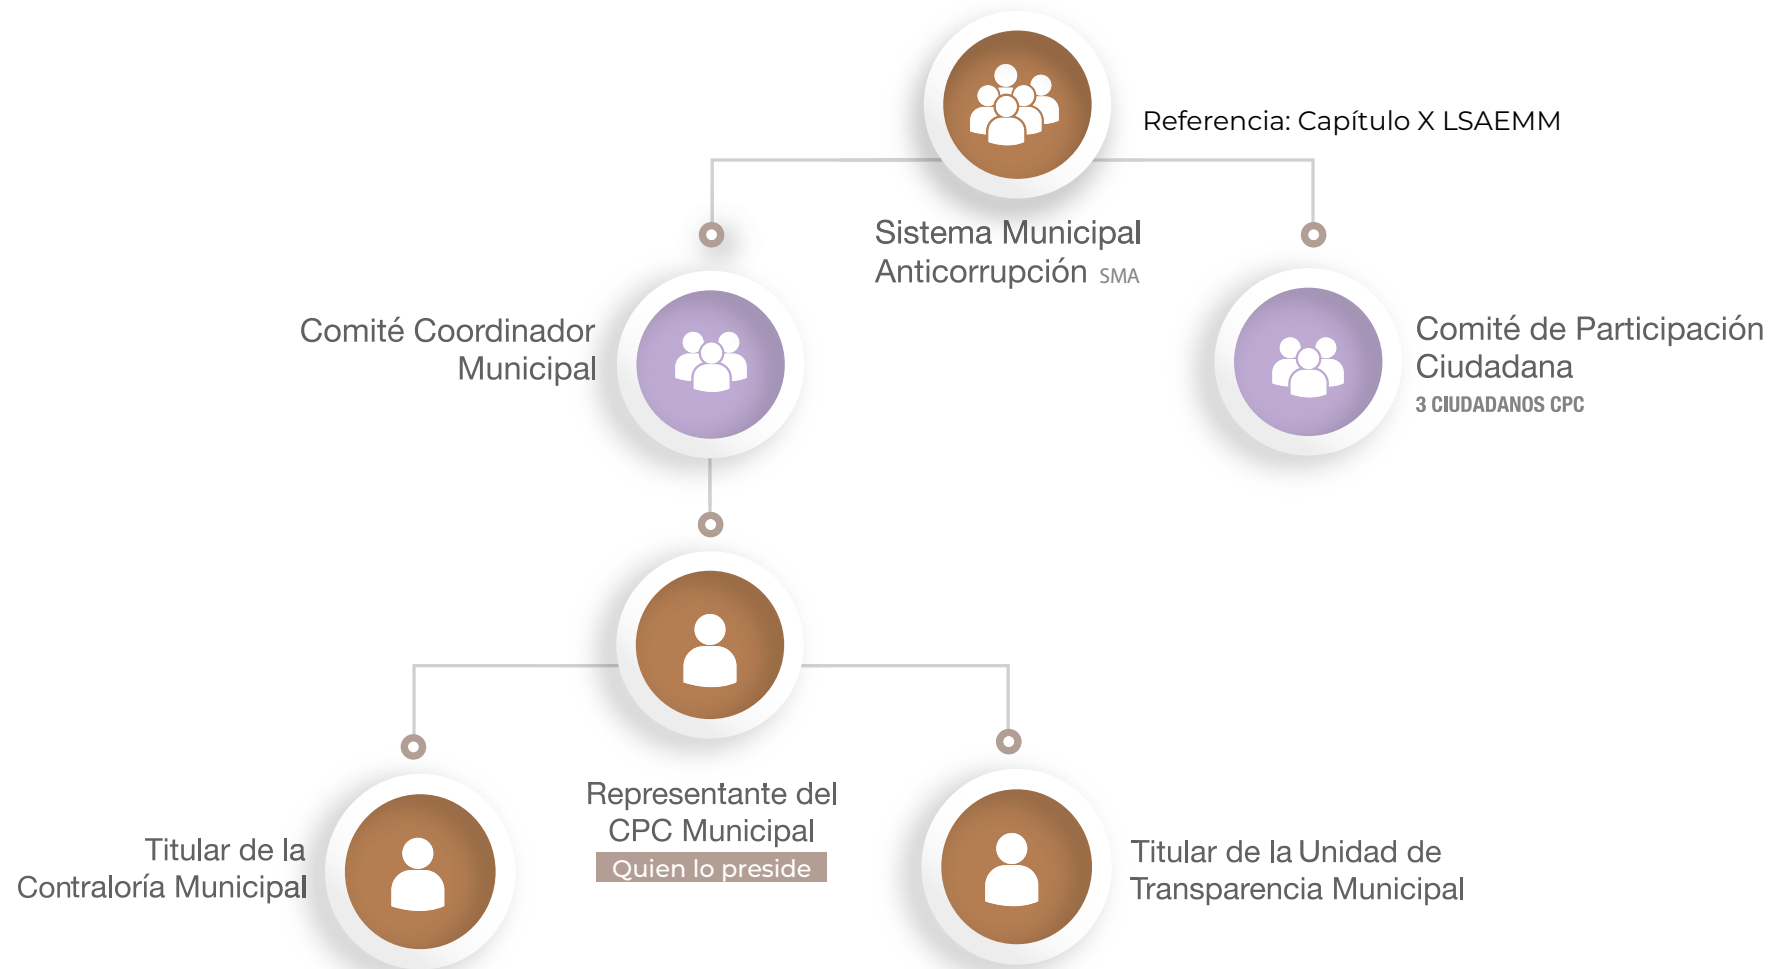 Referencia: Capítulo X LSAEMM
Sistema Municipal
Anticorrupción SMA
Comité Coordinador
Municipal
Comité de Participación
Ciudadana
3 CIUDADANOS CPC
Representante del
CPC Municipal
Quien lo preside
Titular de la
Contraloría Municipal
Titular de la Unidad de
Transparencia Municipal